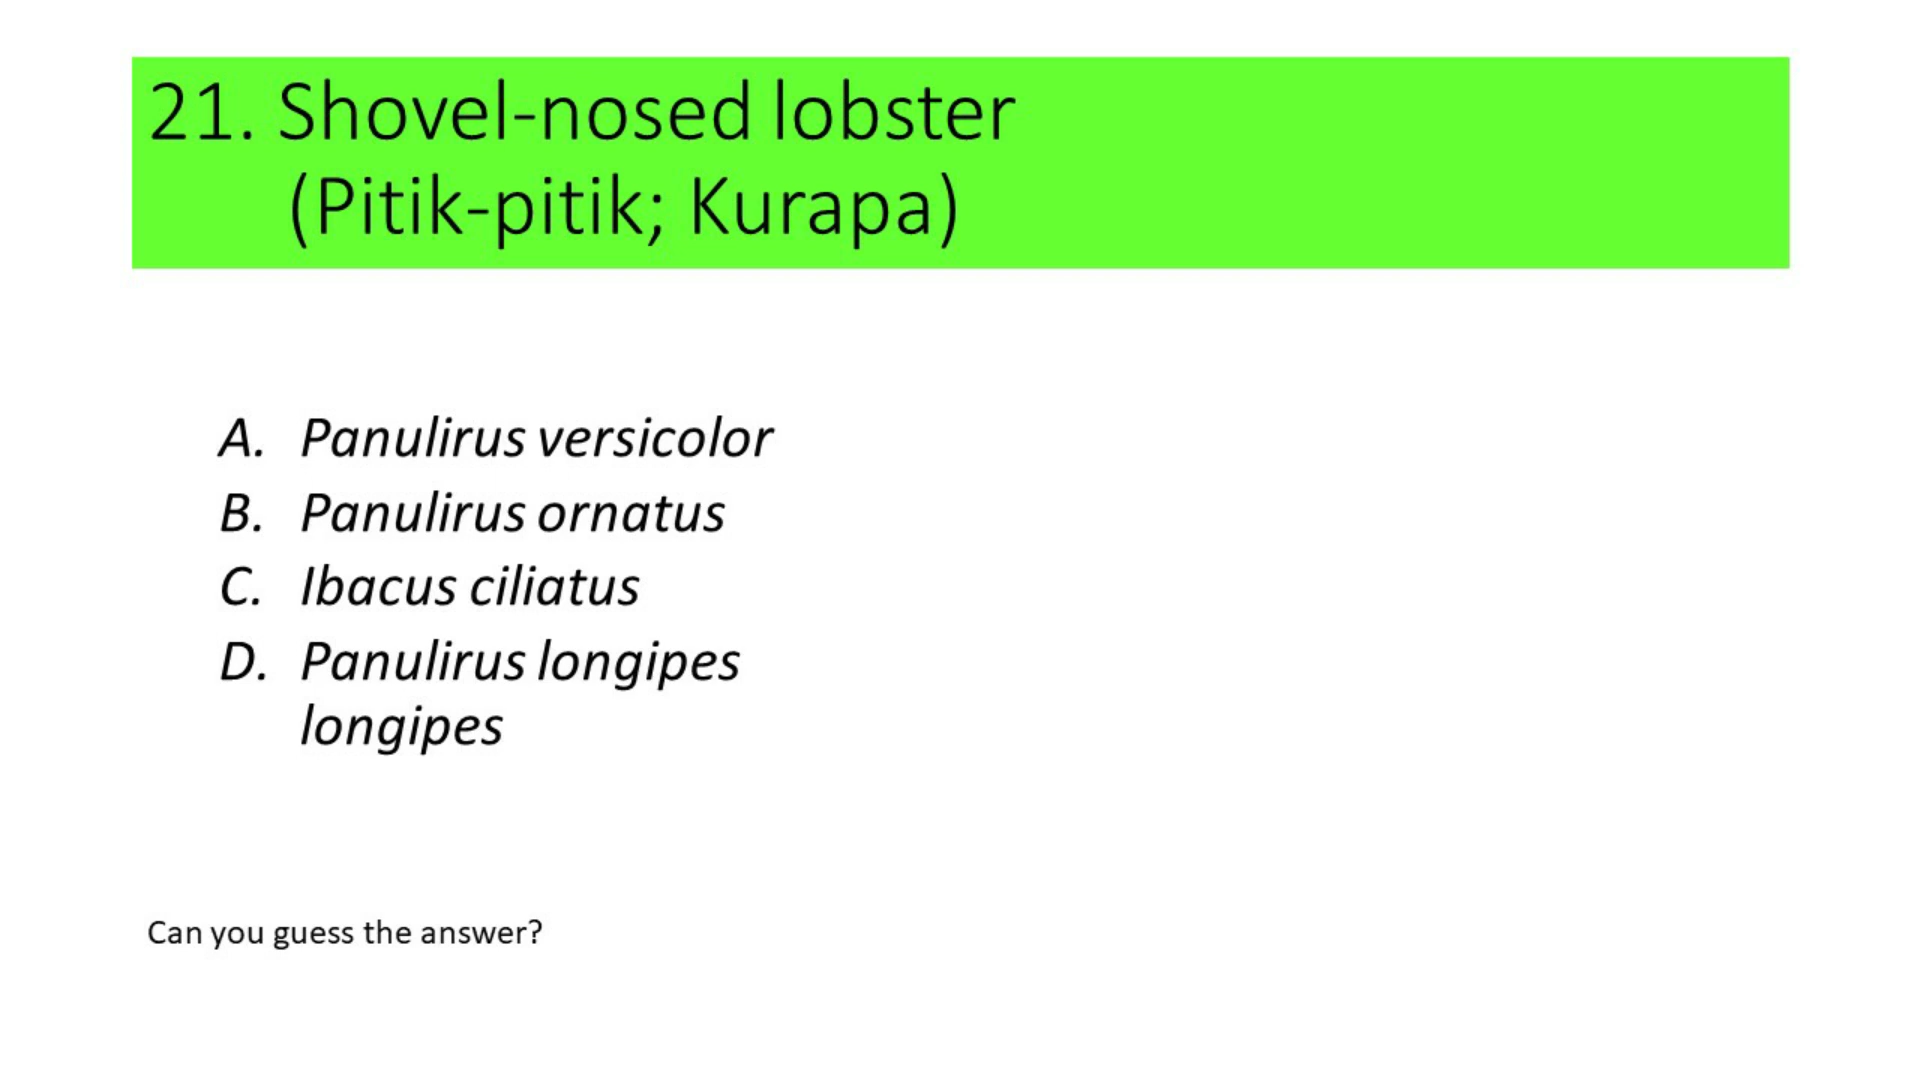 21. Shovel-nosed lobster
(Pitik-pitik; Kurapa)
A. Panulirus versicolor
B. Panulirus ornatus
C. Ibacus ciliatus
D. Panulirus longipes
longipes
Can you guess the answer?